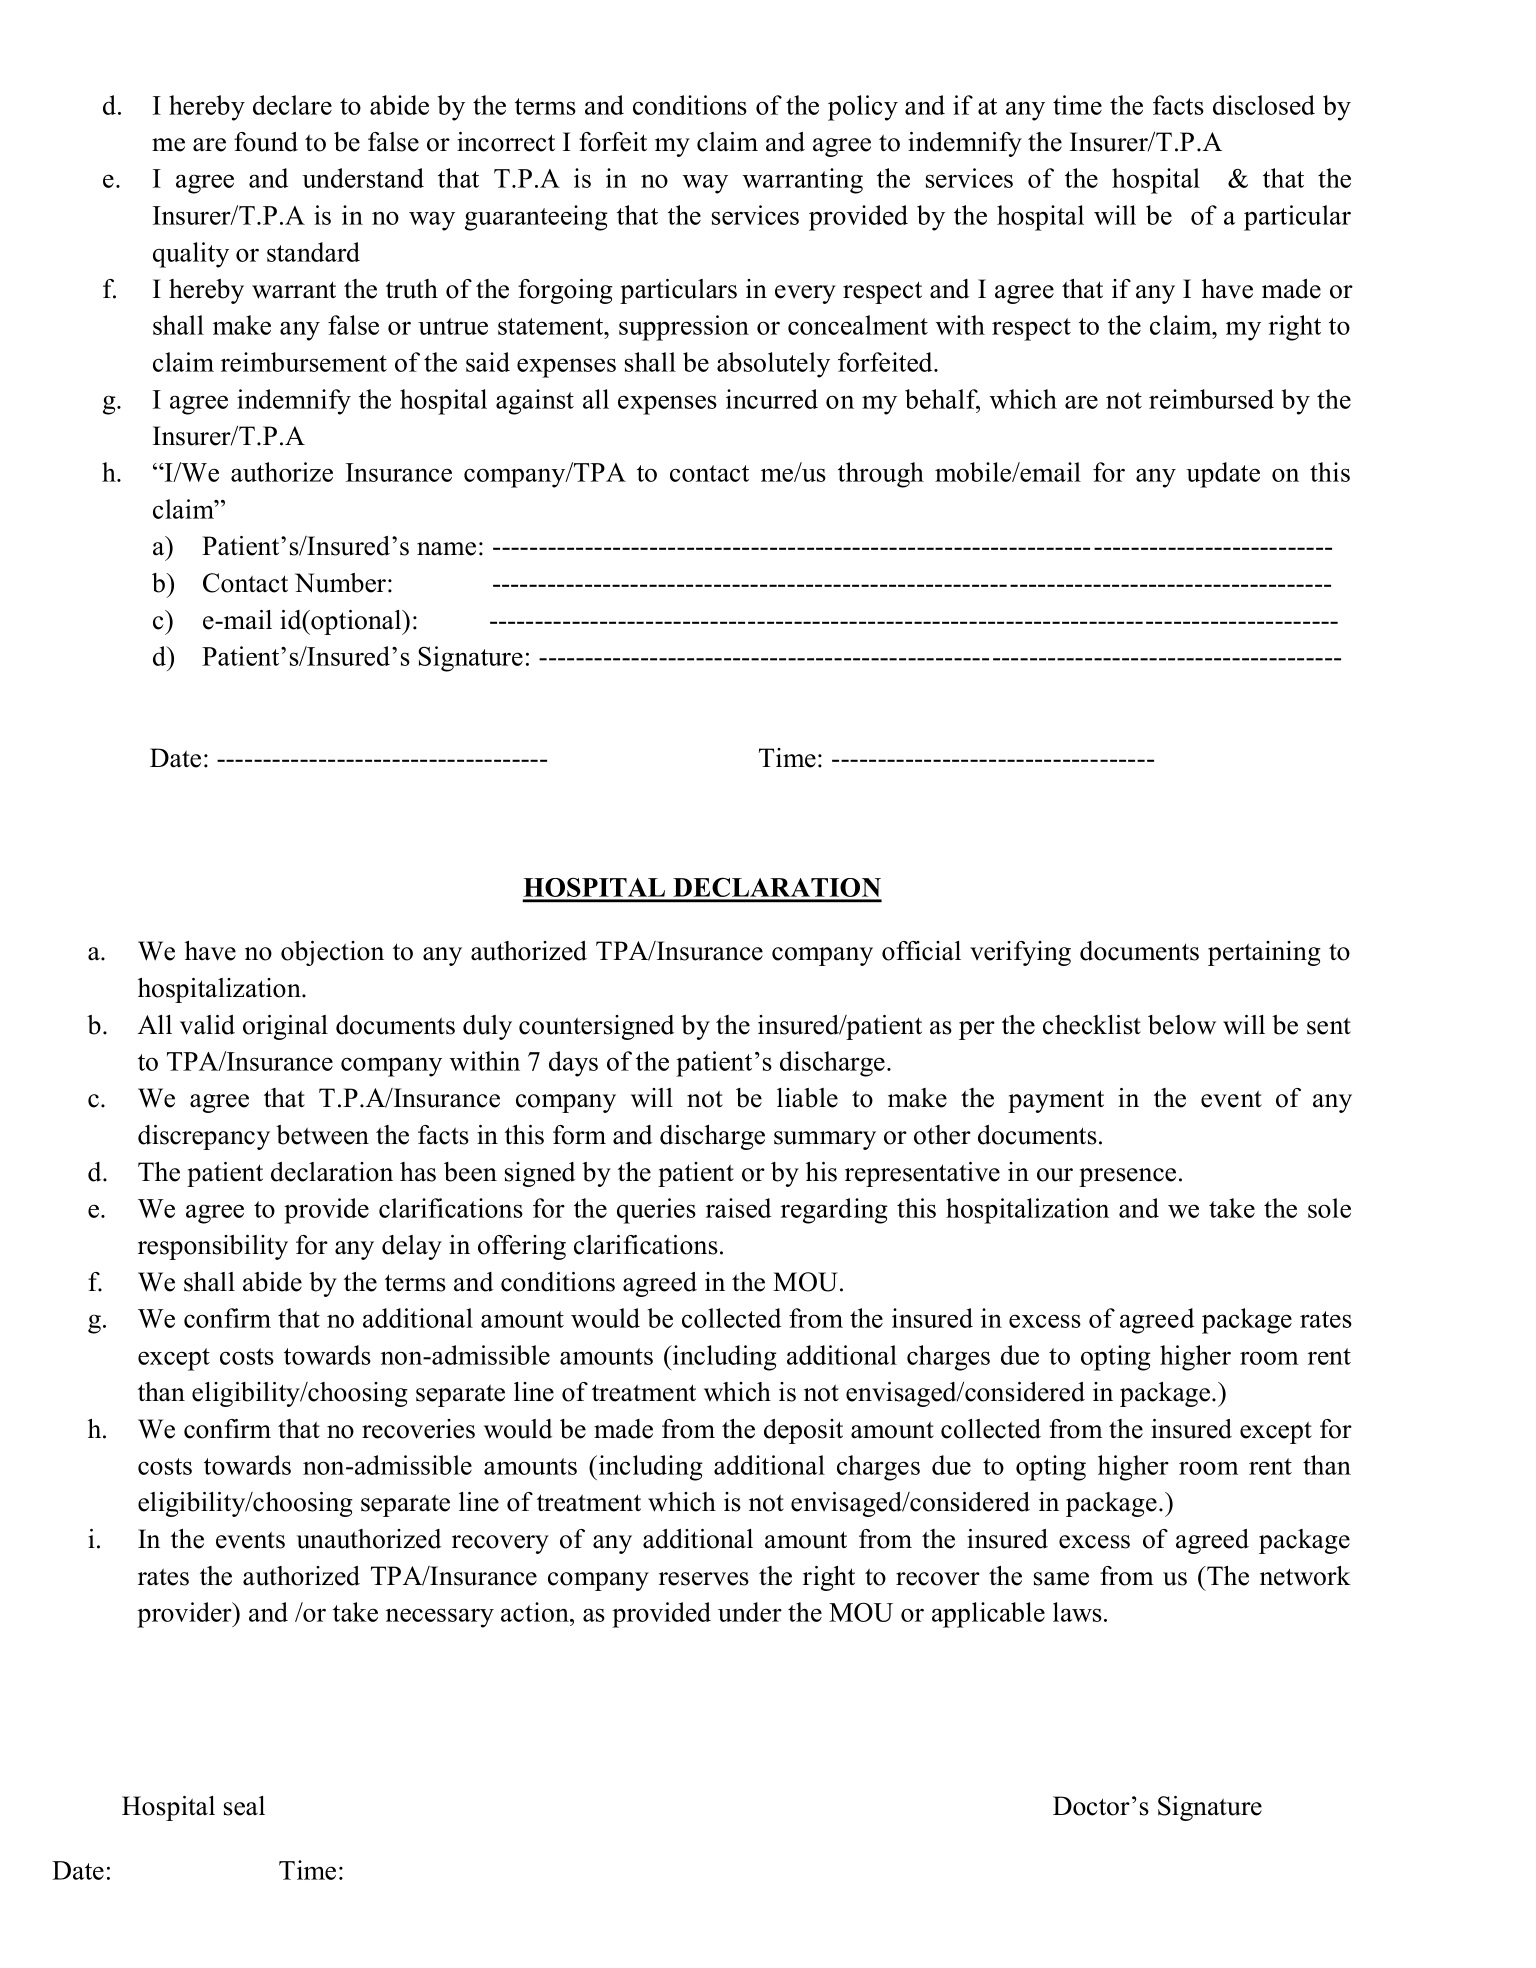 d. I hereby declare to abide by the terms and conditions of the policy and if at any time the facts disclosed by
me are found to be false or incorrect I forfeit my claim and agree to indemnify the Insurer/T.P.A
e. I agree and understand that T.P.A is in no way warranting the services of the hospital & that the
Insurer/T.P.A is in no way guaranteeing that the services provided by the hospital will be of a particular
quality or standard
f. I hereby warrant the truth of the forgoing particulars in every respect and I agree that if any I have made or
shall make any false or untrue statement, suppression or concealment with respect to the claim, my right to
claim reimbursement of the said expenses shall be absolutely forfeited.
g. I agree indemnify the hospital against all expenses incurred on my behalf, which are not reimbursed by the
Insurer/T.P.A
h. “I/We authorize Insurance company/TPA to contact me/us through mobile/email for any update on this
claim”
a) Patient’s/Insured’s name: -------------------------------------------------------------------------------------------
b) Contact Number: -------------------------------------------------------------------------------------------
c) e-mail id(optional): --------------------------------------------------------------------------------------------
d) Patient’s/Insured’s Signature: ---------------------------------------------------------------------------------------
Date: ------------------------------------ Time: -----------------------------------
HOSPITAL DECLARATION
a. We have no objection to any authorized TPA/Insurance company official verifying documents pertaining to
hospitalization.
b. All valid original documents duly countersigned by the insured/patient as per the checklist below will be sent
to TPA/Insurance company within 7 days of the patient’s discharge.
c. We agree that T.P.A/Insurance company will not be liable to make the payment in the event of any
discrepancy between the facts in this form and discharge summary or other documents.
d. The patient declaration has been signed by the patient or by his representative in our presence.
e. We agree to provide clarifications for the queries raised regarding this hospitalization and we take the sole
responsibility for any delay in offering clarifications.
f. We shall abide by the terms and conditions agreed in the MOU.
g. We confirm that no additional amount would be collected from the insured in excess of agreed package rates
except costs towards non-admissible amounts (including additional charges due to opting higher room rent
than eligibility/choosing separate line of treatment which is not envisaged/considered in package.)
h. We confirm that no recoveries would be made from the deposit amount collected from the insured except for
costs towards non-admissible amounts (including additional charges due to opting higher room rent than
eligibility/choosing separate line of treatment which is not envisaged/considered in package.)
i. In the events unauthorized recovery of any additional amount from the insured excess of agreed package
rates the authorized TPA/Insurance company reserves the right to recover the same from us (The network
provider) and /or take necessary action, as provided under the MOU or applicable laws.
Hospital seal Doctor’s Signature
Date: Time: